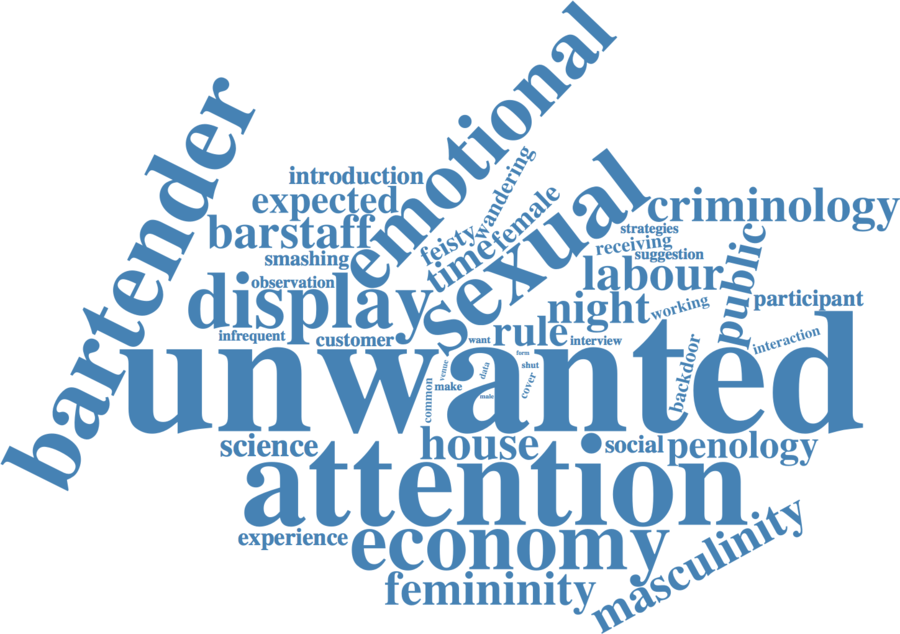 emotional
bartender
introduction
wandering
expected
female
sexual
criminology
barstaff
feisty
time
strategies
receiving
suggestion
smashing
labour
public
observation
display
night
working
participant
infrequent
customer
want
rule
interview
interaction
unwanted
venue
data
form
shut
make
male
cover
common
backdoor
science
house
social
penology
attention
experience
economy
masculinity
femininity